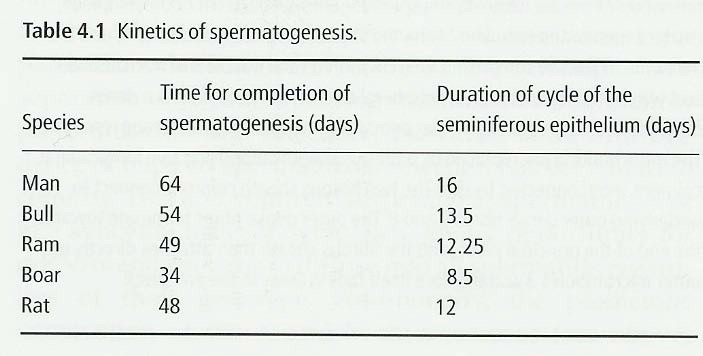 Table 4.1 Kinetics of spermatogenesis.
Time for completion of Duration of cycle of the
Species spermatogenesis (days) seminiferous epithelium (days)
Man 64 16
Bull 54 13.5
Ram 49 12.25
Boar 34 8.5
Rat 48 12